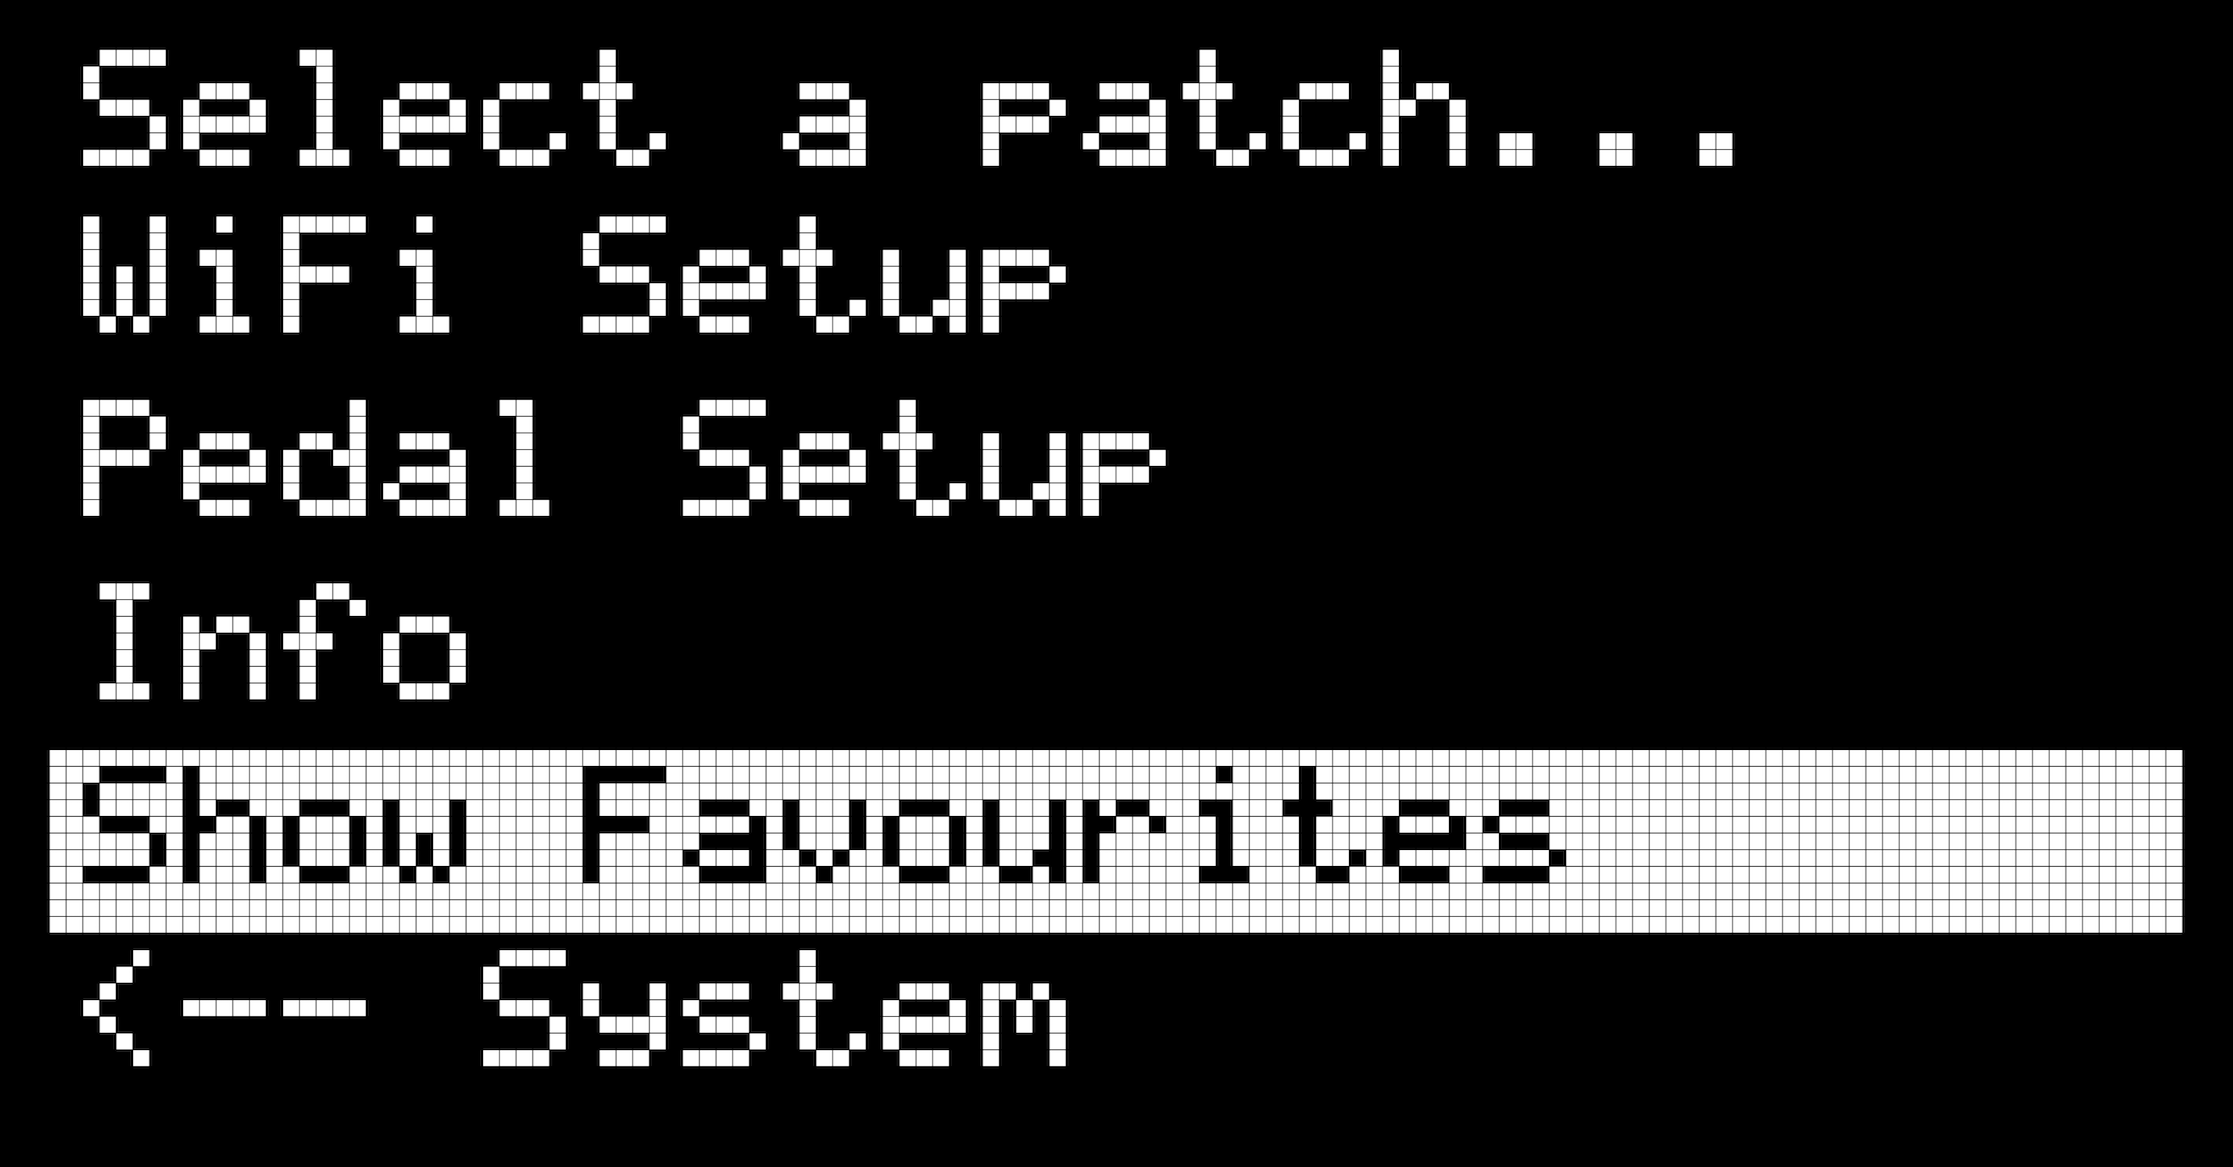 Select a patch...
WiFi Setup
Pedal Setup
Info
Show Favourites
<-- System